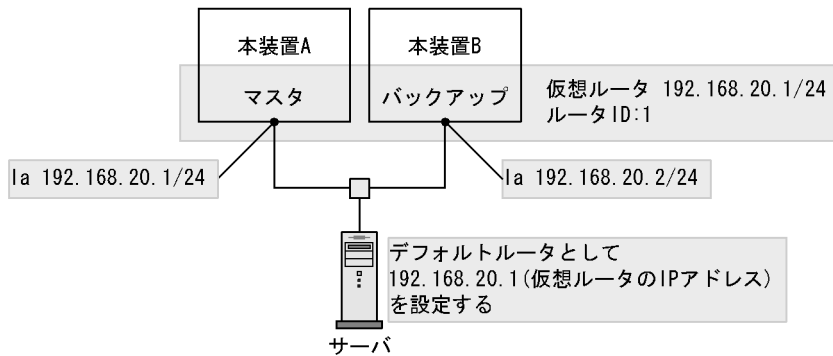 本装置A
本装置B
マスタ
バックアップ
仮想ルータ 192.168.20.1/24
ルータID:1
Ia 192.168.20.1/24
Ia 192.168.20.2/24
デフォルトルータとして
192.168.20.1(仮想ルータのIPアドレス)
を設定する
サーバ